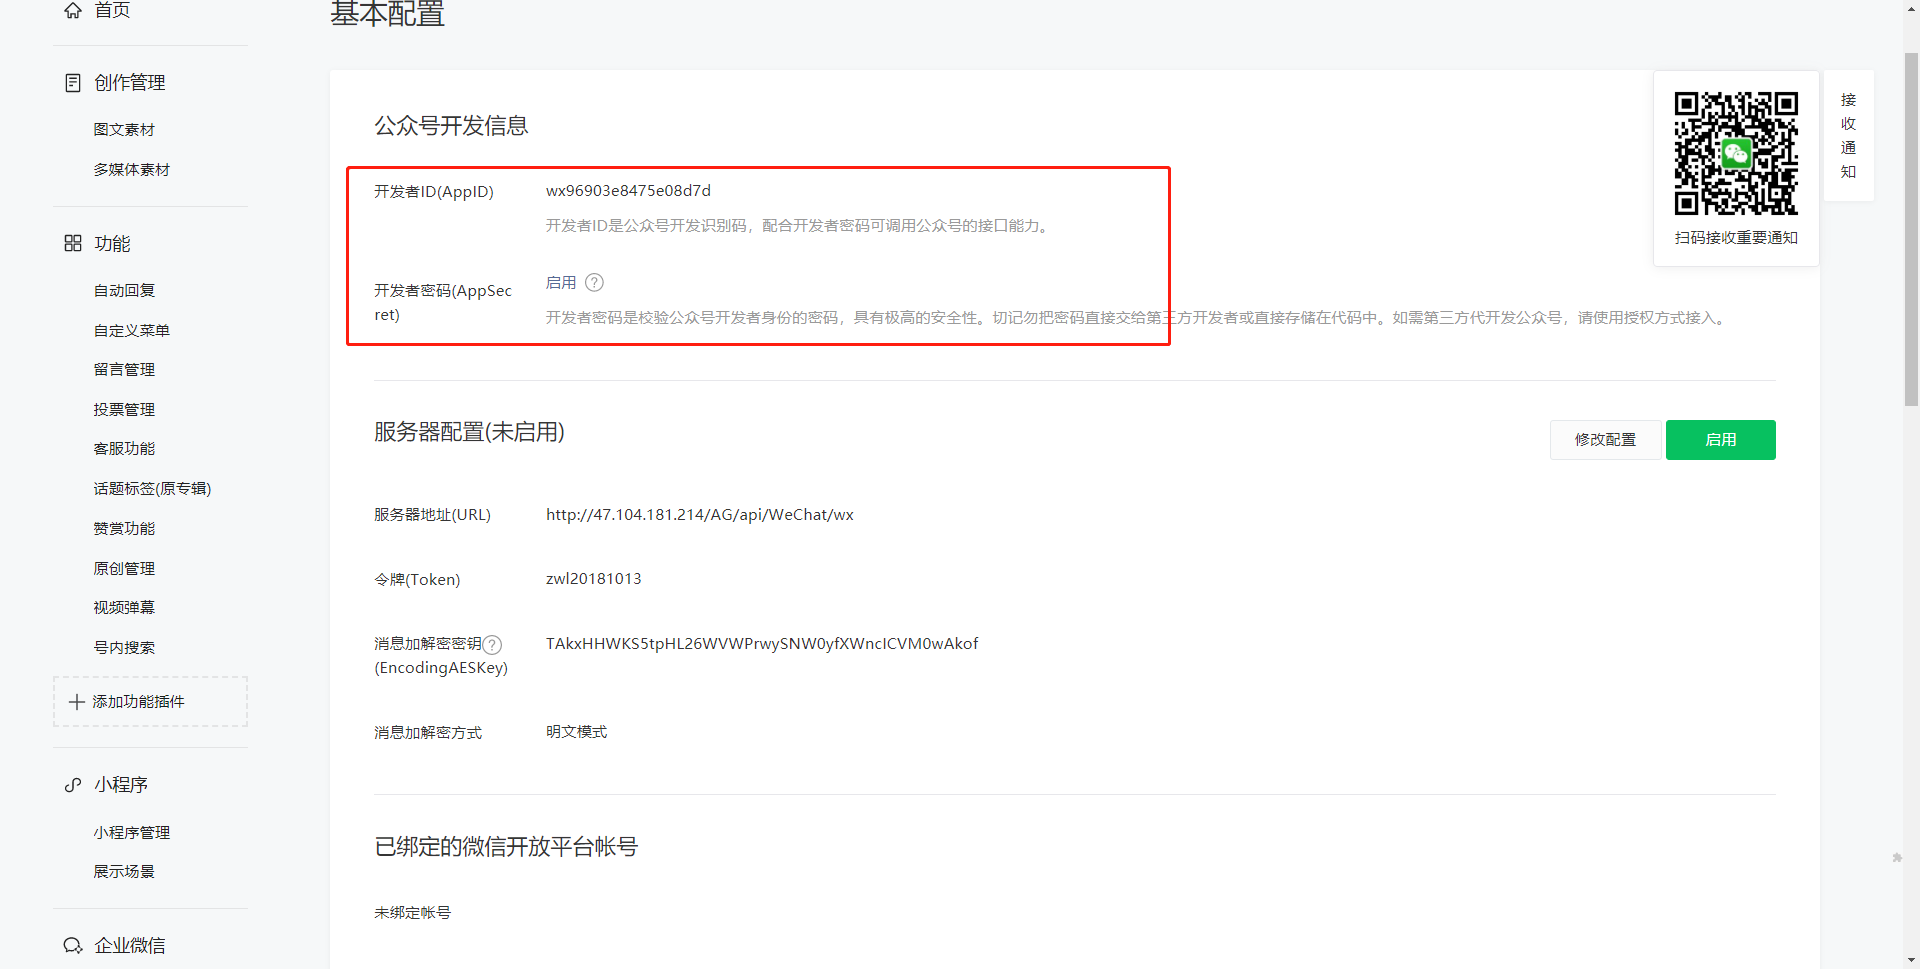 首页
基本配置
创作管理
图文素材
多媒体素材
功能
自动回复
自定义菜单
留言管理
投票管理
客服功能
话题标签(原专辑)
赞赏功能
原创管理
视频弹幕
号内搜索
添加功能插件
小程序
小程序管理
展示场景
企业微信
公众号开发信息
开发者ID(AppID)
wx96903e8475e08d7d
开发者ID是公众号开发识别码，配合开发者密码可调用公众号的接口能力。
开发者密码(AppSec
ret)
启用 ?
开发者密码是校验公众号开发者身份的密码，具有极高的安全性。切记勿把密码直接交给第三方开发者或直接存储在代码中。如需第三方代开发公众号，请使用授权方式接入。
服务器配置(未启用)
修改配置
启用
服务器地址(URL)
http://47.104.181.214/AG/api/WeChat/wx
令牌(Token)
zwl20181013
消息加解密密钥 ?
(EncodingAESKey)
TAkxHHWKS5tpHL26WVWPrwySNW0yfXWncICVM0wAkof
消息加解密方式
明文模式
已绑定的微信开放平台帐号
未绑定帐号
扫码接收重要通知
接
收
通
知